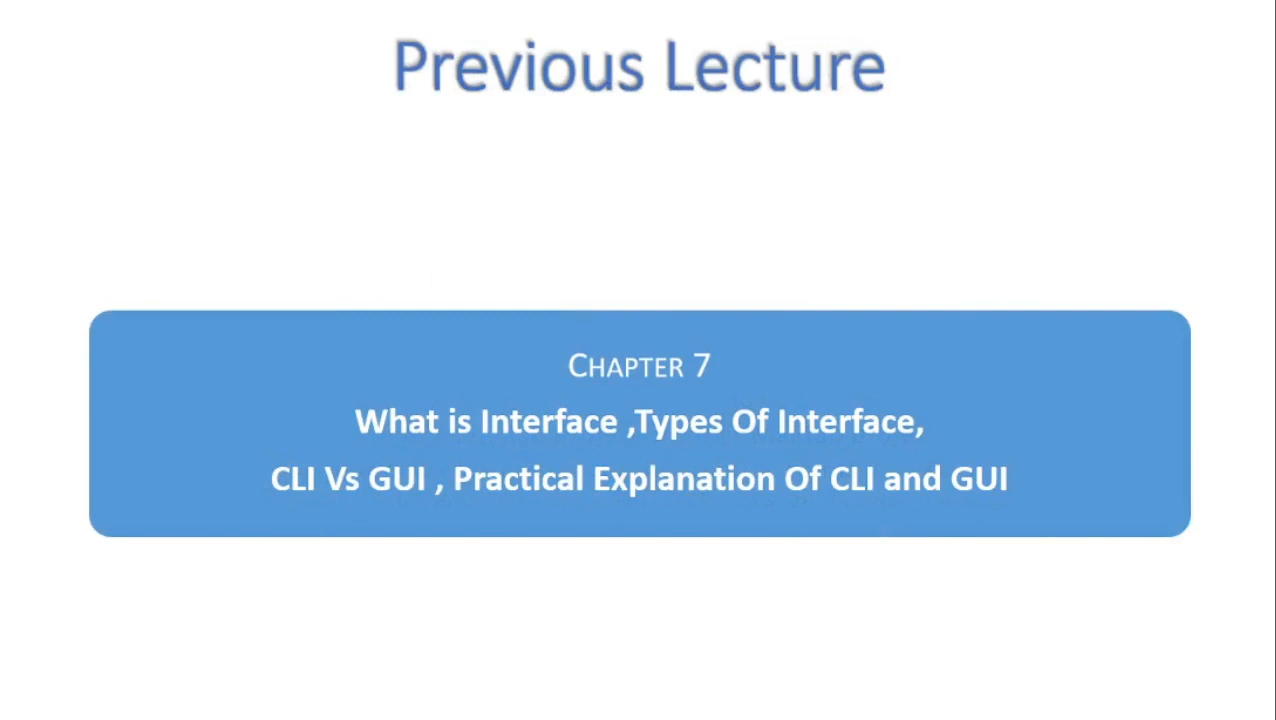 Previous Lecture
CHAPTER 7
What is Interface ,Types Of Interface,
CLI Vs GUI , Practical Explanation Of CLI and GUI